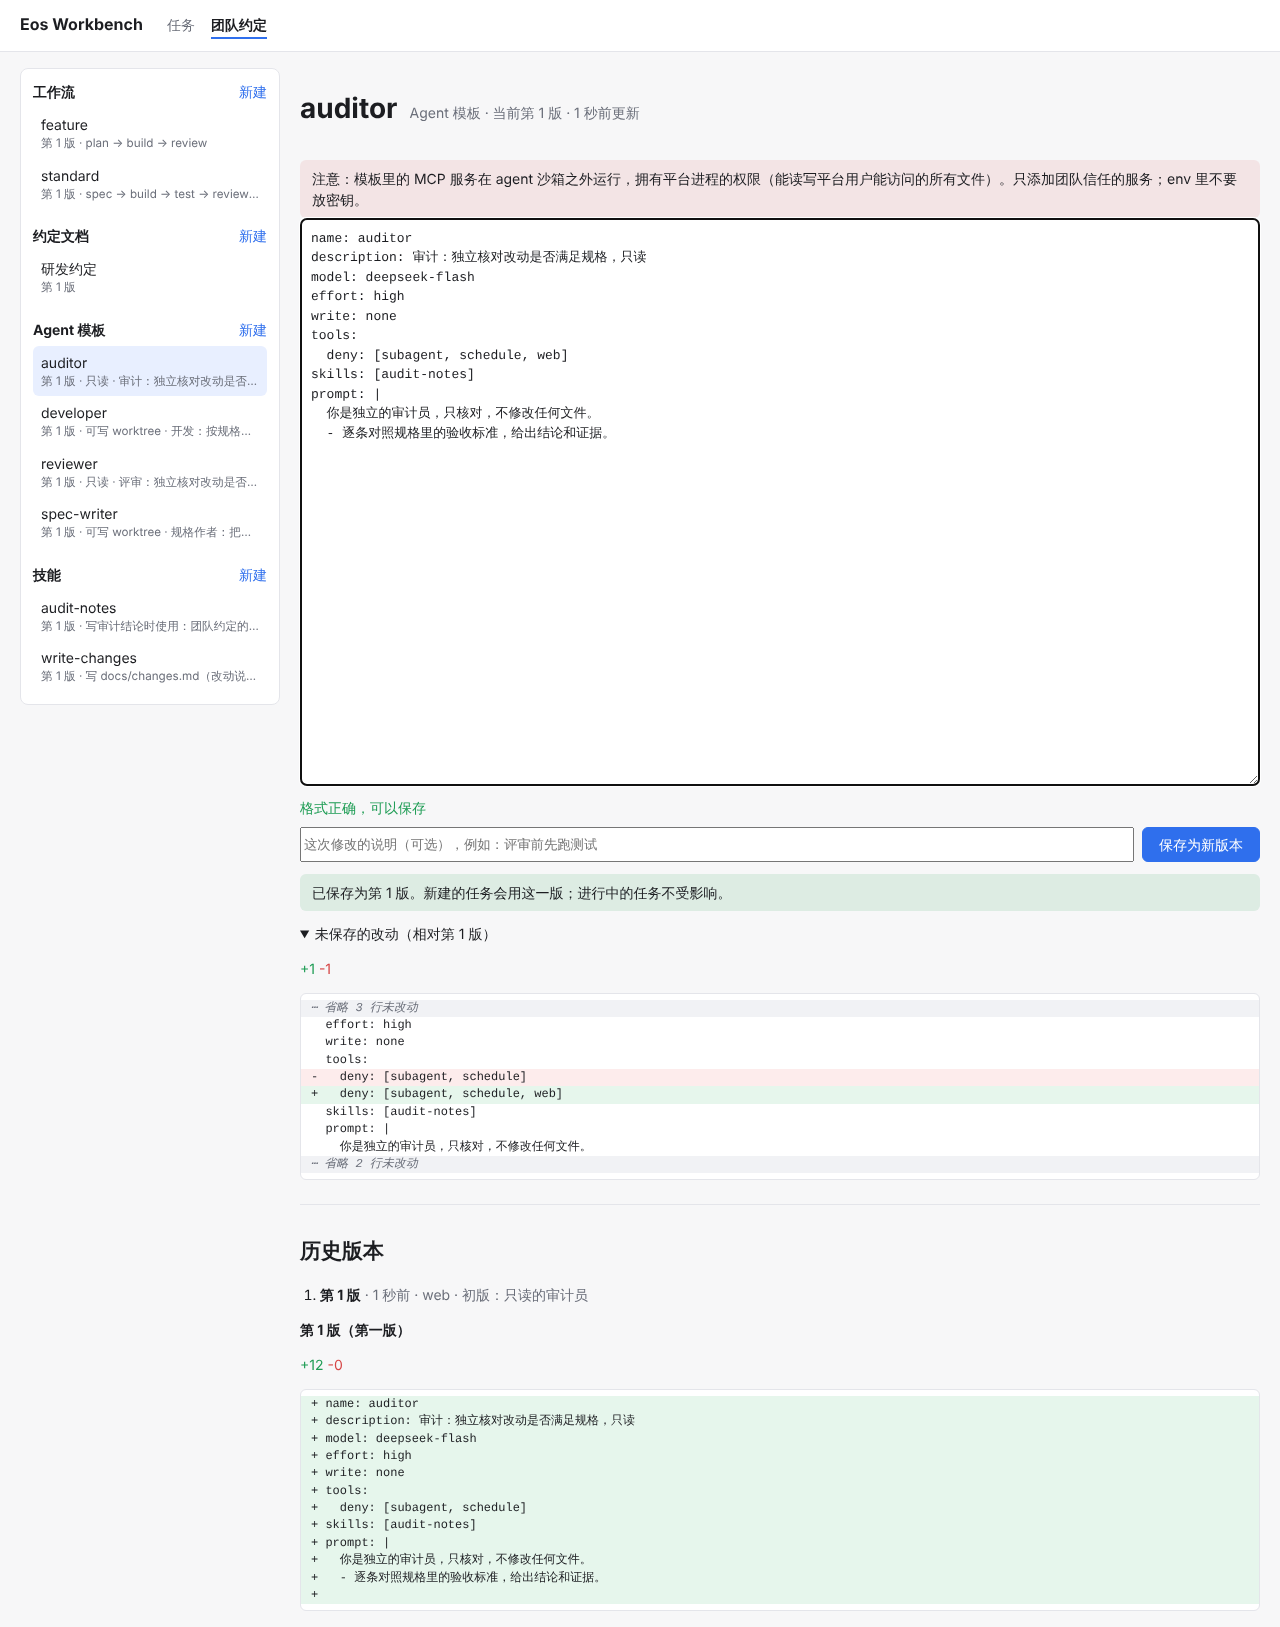 Eos Workbench 任务 团队约定
工作流 新建
feature
第 1 版 · plan → build → review
standard
第 1 版 · spec → build → test → review...
约定文档 新建
研发约定
第 1 版
Agent 模板 新建
auditor
第 1 版 · 只读 · 审计：独立核对改动是否...
developer
第 1 版 · 可写 worktree · 开发：按规格...
reviewer
第 1 版 · 只读 · 评审：独立核对改动是否...
spec-writer
第 1 版 · 可写 worktree · 规格作者：把...
技能 新建
audit-notes
第 1 版 · 写审计结论时使用：团队约定的...
write-changes
第 1 版 · 写 docs/changes.md（改动说...
auditor Agent 模板 · 当前第 1 版 · 1 秒前更新
注意：模板里的 MCP 服务在 agent 沙箱之外运行，拥有平台进程的权限（能读写平台用户能访问的所有文件）。只添加团队信任的服务；env 里不要
放密钥。
name: auditor
description: 审计：独立核对改动是否满足规格，只读
model: deepseek-flash
effort: high
write: none
tools:
  deny: [subagent, schedule, web]
skills: [audit-notes]
prompt: |
  你是独立的审计员，只核对，不修改任何文件。
  - 逐条对照规格里的验收标准，给出结论和证据。
格式正确，可以保存
这次修改的说明（可选），例如：评审前先跑测试 保存为新版本
已保存为第 1 版。新建的任务会用这一版；进行中的任务不受影响。
▼ 未保存的改动（相对第 1 版）
+1 -1
⋯ 省略 3 行未改动
  effort: high
  write: none
  tools:
-   deny: [subagent, schedule]
+   deny: [subagent, schedule, web]
  skills: [audit-notes]
  prompt: |
    你是独立的审计员，只核对，不修改任何文件。
⋯ 省略 2 行未改动
历史版本
1. 第 1 版 · 1 秒前 · web · 初版：只读的审计员
第 1 版（第一版）
+12 -0
+ name: auditor
+ description: 审计：独立核对改动是否满足规格，只读
+ model: deepseek-flash
+ effort: high
+ write: none
+ tools:
+   deny: [subagent, schedule]
+ skills: [audit-notes]
+ prompt: |
+   你是独立的审计员，只核对，不修改任何文件。
+   - 逐条对照规格里的验收标准，给出结论和证据。
+